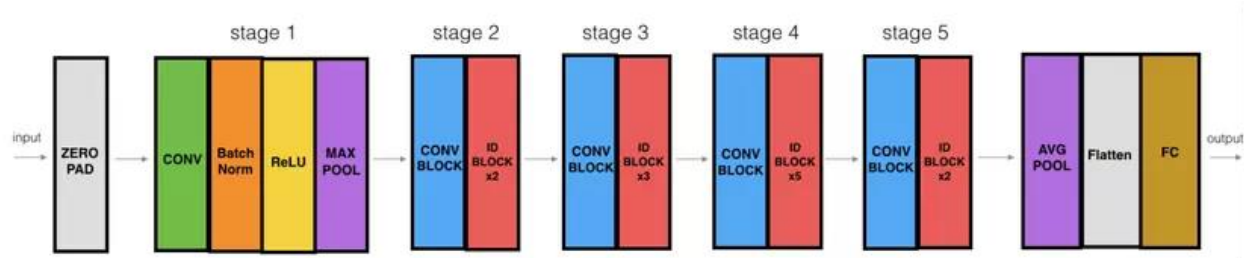 stage 1
stage 2
stage 3
stage 4
stage 5
input
ZERO
PAD
CONV
Batch
Norm
ReLU
MAX
POOL
CONV
BLOCK
ID
BLOCK
x2
CONV
BLOCK
ID
BLOCK
x3
CONV
BLOCK
ID
BLOCK
x5
CONV
BLOCK
ID
BLOCK
x2
AVG
POOL
Flatten
FC
output